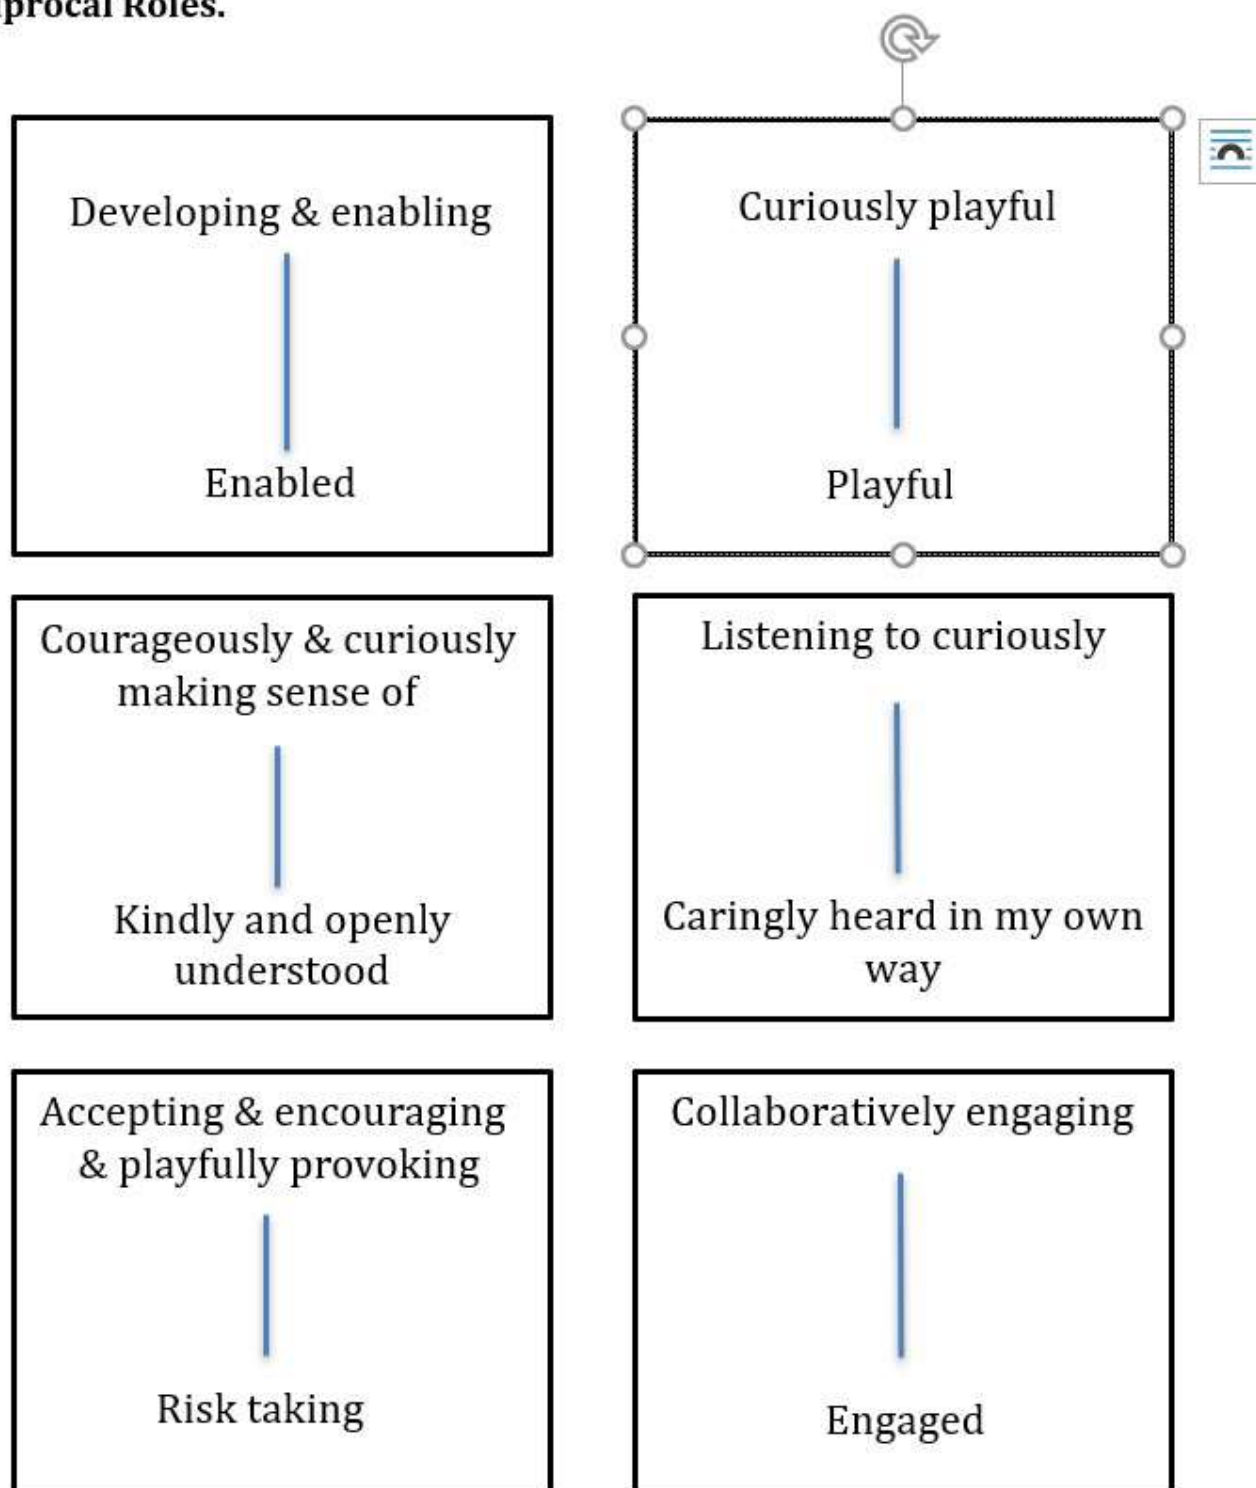 procal Roles.
Developing & enabling
Enabled
Curiously playful
Playful
Courageously & curiously
making sense of
Kindly and openly
understood
Listening to curiously
Caringly heard in my own
way
Accepting & encouraging
& playfully provoking
Risk taking
Collaboratively engaging
Engaged